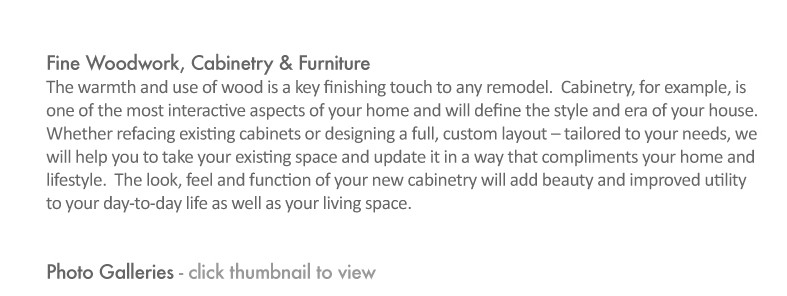 Fine Woodwork, Cabinetry & Furniture
The warmth and use of wood is a key finishing touch to any remodel.  Cabinetry, for example, is
one of the most interactive aspects of your home and will define the style and era of your house.
Whether refacing existing cabinets or designing a full, custom layout – tailored to your needs, we
will help you to take your existing space and update it in a way that compliments your home and
lifestyle.  The look, feel and function of your new cabinetry will add beauty and improved utility
to your day-to-day life as well as your living space.
Photo Galleries - click thumbnail to view